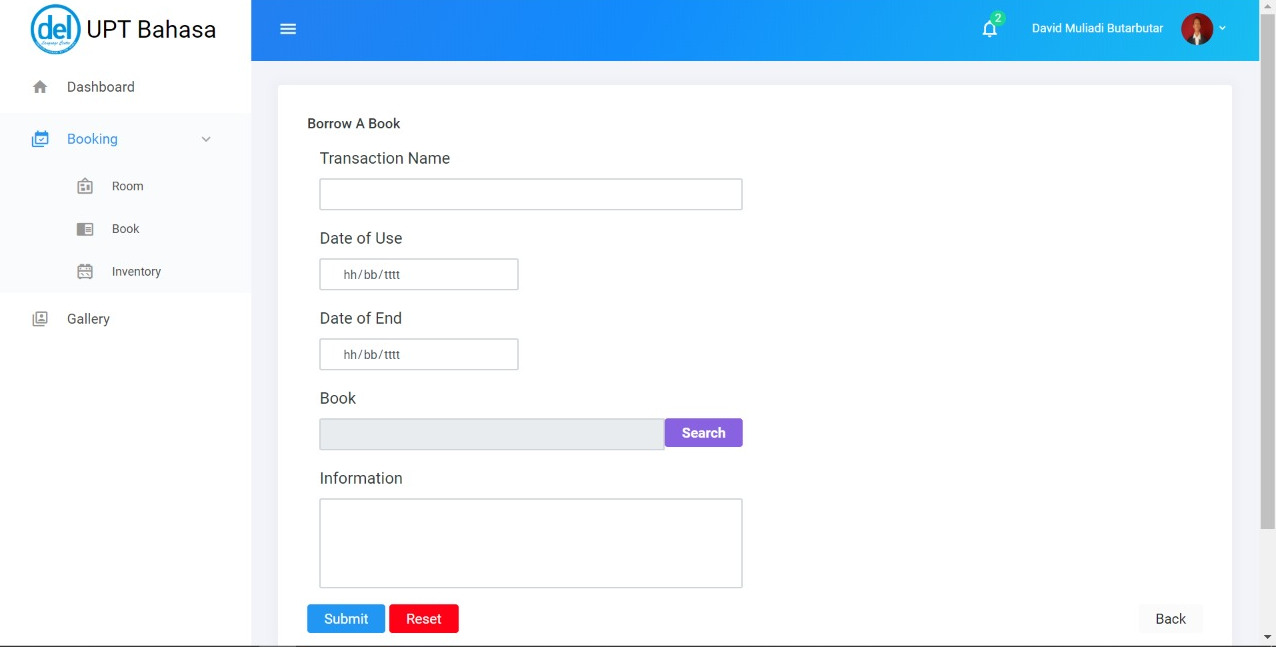 del UPT Bahasa
2
David Muliadi Butarbutar
Dashboard
Booking
Room
Book
Inventory
Gallery
Borrow A Book
Transaction Name
Date of Use
hh/bb/tttt
Date of End
hh/bb/tttt
Book
Search
Information
Submit Reset Back